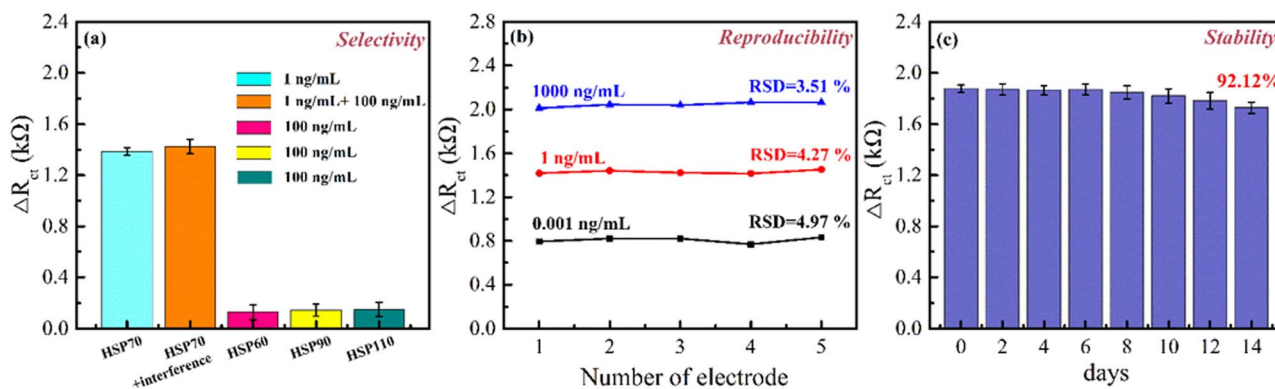 (a)
Selectivity
2.4
2.0
1.6
1.2
0.8
0.4
0.0
△Rct (kΩ)
1 ng/mL
1 ng/mL+ 100 ng/mL
100 ng/mL
100 ng/mL
100 ng/mL
HSP70
HSP70
+interference
HSP60
HSP90
HSP110
(b)
Reproducibility
2.8
2.4
2.0
1.6
1.2
0.8
0.4
0.0
△Rct (kΩ)
1000 ng/mL
RSD=3.51 %
1 ng/mL
RSD=4.27 %
0.001 ng/mL
RSD=4.97 %
1 2 3 4 5
Number of electrode
(c)
Stability
2.4
2.0
1.6
1.2
0.8
0.4
0.0
△Rct (kΩ)
92.12%
0 2 4 6 8 10 12 14
days